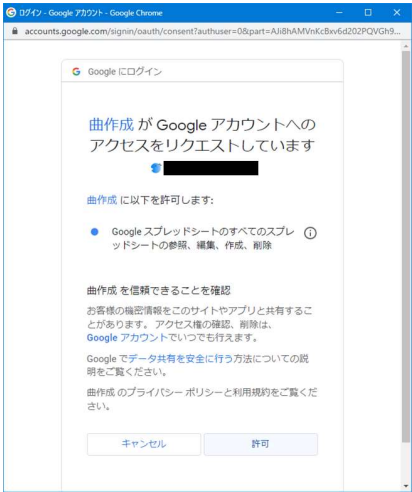 ログイン - Google アカウント - Google Chrome
accounts.google.com/signin/oauth/consent?authuser=0&part=AJi8hAMVnKcBxv6d202PQVGh9...
Google にログイン
曲作成 が Google アカウントへの
アクセスをリクエストしています
曲作成 に以下を許可します:
Google スプレッドシートのすべてのスプレ
ッドシートの参照、編集、作成、削除
曲作成 を信頼できることを確認
お客様の機密情報をこのサイトやアプリと共有するこ
とがあります。 アクセス権の確認、削除は、
Google アカウントでいつでも行えます。
Google でデータ共有を安全に行う方法についての説
明をご覧ください。
曲作成 のプライバシー ポリシーと利用規約をご覧くだ
さい。
キャンセル
許可